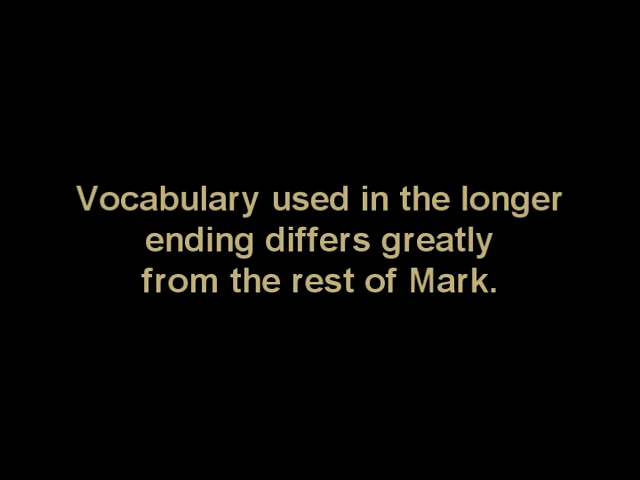 Vocabulary used in the longer
ending differs greatly
from the rest of Mark.